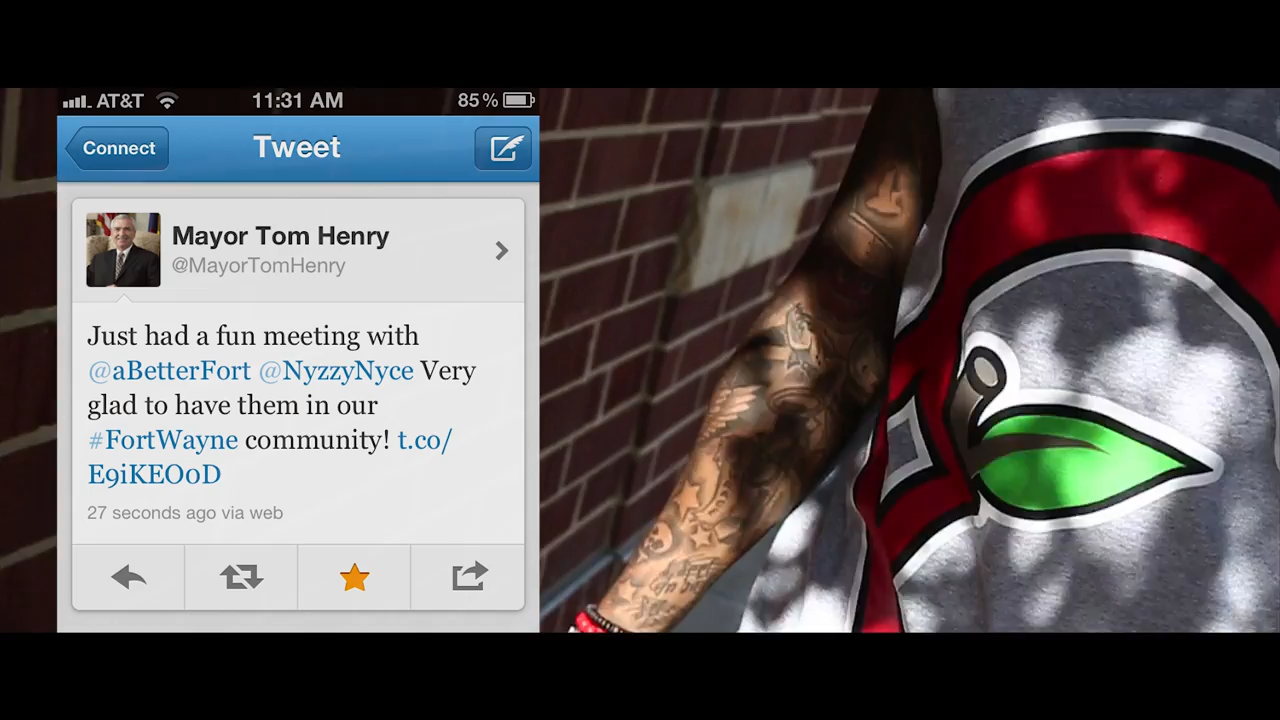 AT&T 11:31 AM 85%
Connect Tweet
Mayor Tom Henry
@MayorTomHenry
Just had a fun meeting with
@aBetterFort @NyzzyNyce Very
glad to have them in our
#FortWayne community! t.co/
E9iKEO0D
27 seconds ago via web